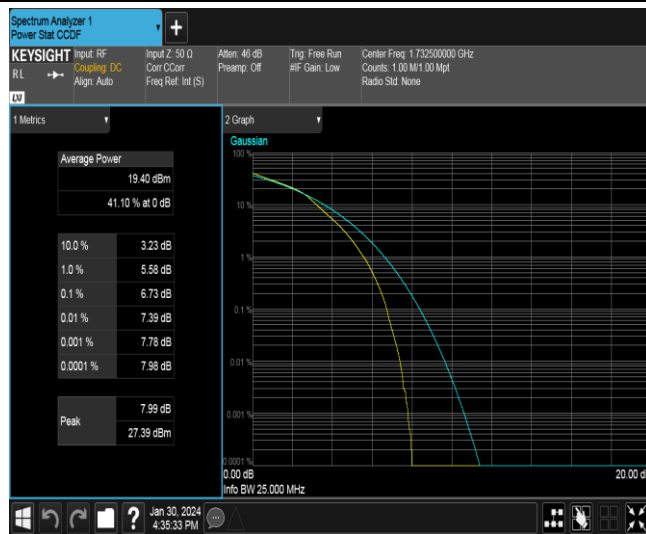 Spectrum Analyzer 1
Power Stat CCDF
+
KEYSIGHT Input: RF Input Z: 50 Ω Atten: 46 dB Trig: Free Run Center Freq: 1.732500000 GHz
RL Coupling: DC Corr CCorr Preamp: Off #IF Gain: Low Counts: 1.00 M/1.00 Mpt
Align: Auto Freq Ref: Int (S) Radio Std: None
LXI
1 Metrics
Average Power
19.40 dBm
41.10 % at 0 dB
10.0 % 3.23 dB
1.0 % 5.58 dB
0.1 % 6.73 dB
0.01 % 7.39 dB
0.001 % 7.78 dB
0.0001 % 7.98 dB
Peak 7.99 dB
27.39 dBm
2 Graph
Gaussian
100 %
10 %
1 %
0.1 %
0.01 %
0.001 %
0.0001 %
0.00 dB 20.00 d
Info BW 25.000 MHz
? Jan 30, 2024
4:35:33 PM